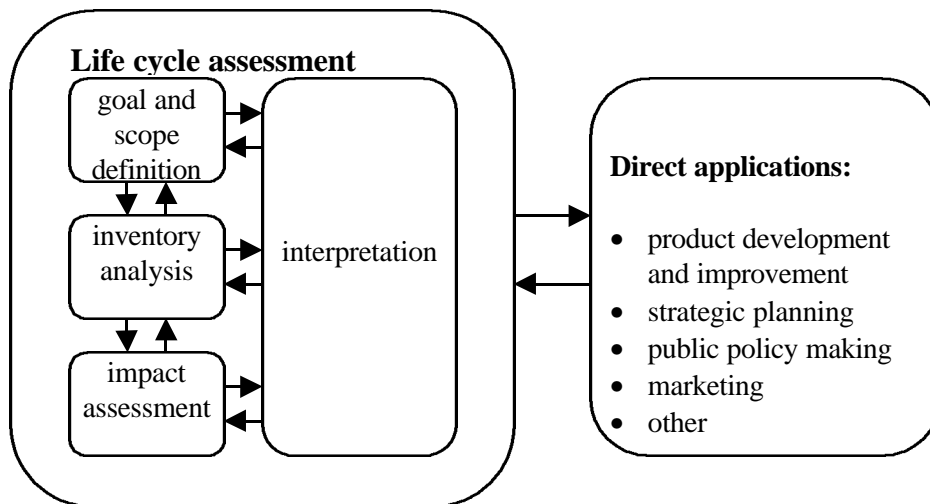 Life cycle assessment
goal and
scope
definition
inventory
analysis
impact
assessment
interpretation
Direct applications:
• product development
and improvement
• strategic planning
• public policy making
• marketing
• other